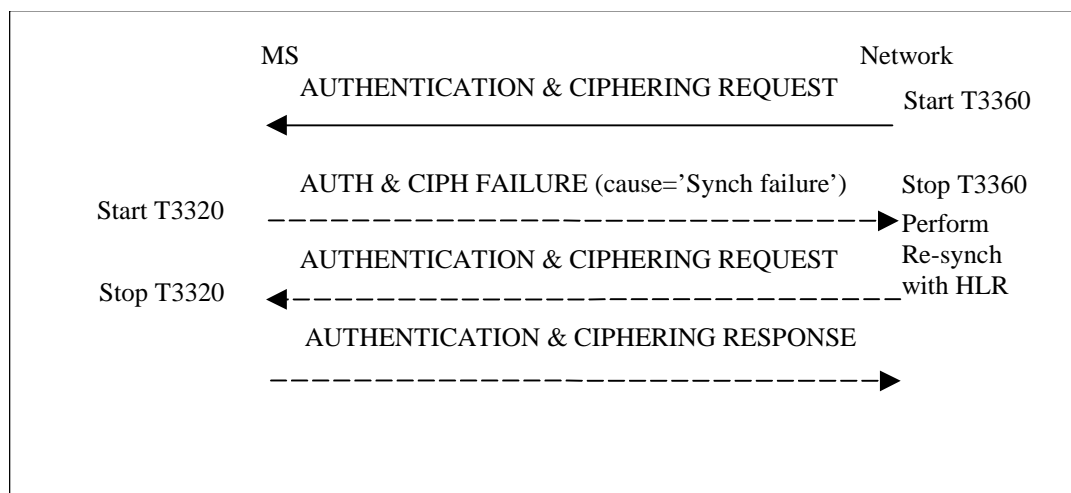 MS
Network
AUTHENTICATION & CIPHERING REQUEST
Start T3360
AUTH & CIPH FAILURE (cause=’Synch failure’)
Stop T3360
Start T3320
Perform
Re-synch
with HLR
AUTHENTICATION & CIPHERING REQUEST
Stop T3320
AUTHENTICATION & CIPHERING RESPONSE